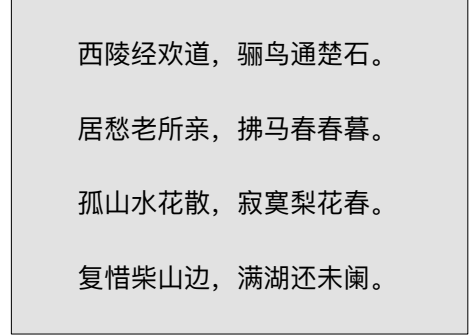 西陵经欢道，骊鸟通楚石。
居愁老所亲，拂马春春暮。
孤山水花散，寂寞梨花春。
复惜柴山边，满湖还未阑。